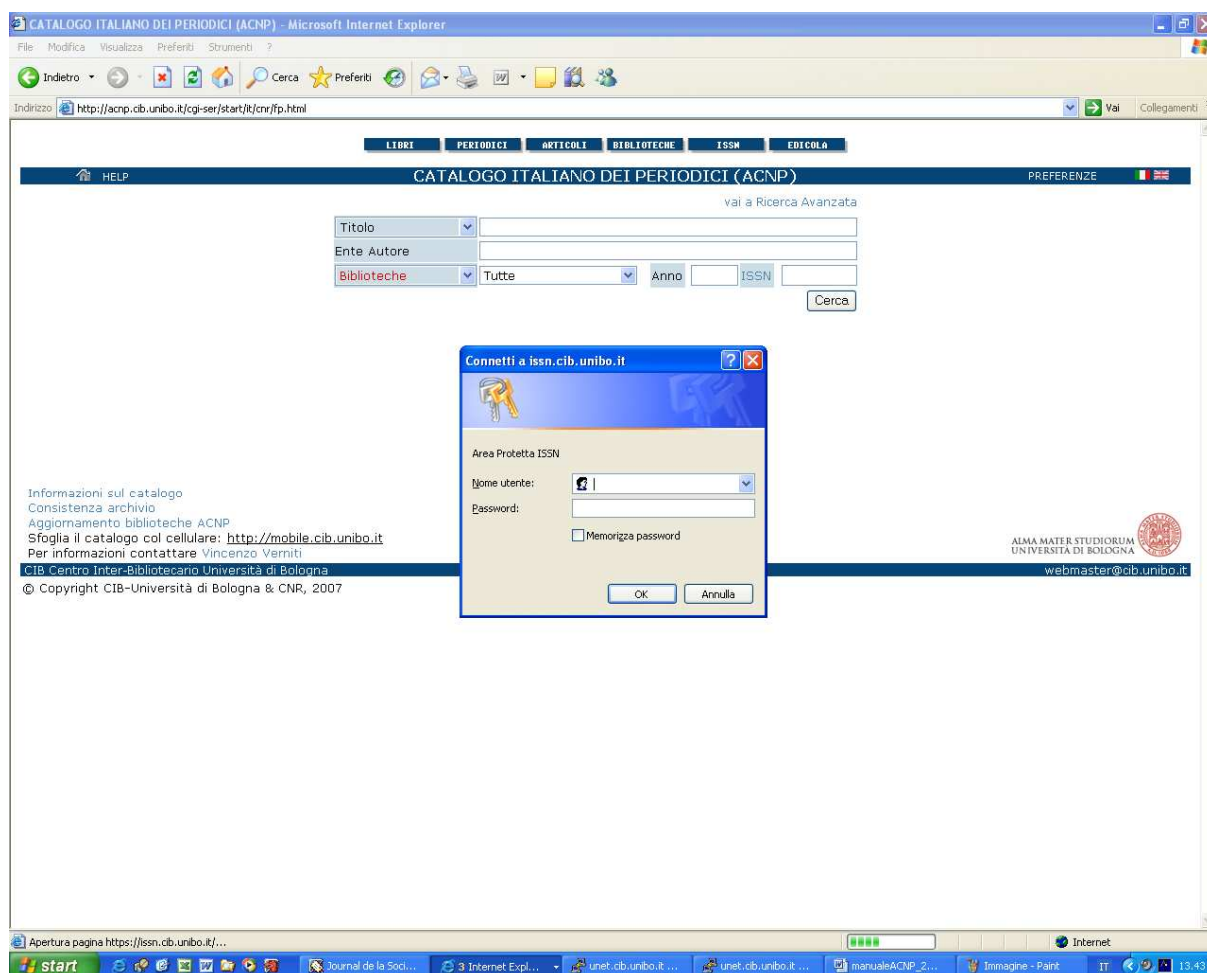 CATALOGO ITALIANO DEI PERIODICI (ACNP) - Microsoft Internet Explorer
File Modifica Visualizza Preferiti Strumenti ?
Indietro Cerca Preferiti
Indirizzo http://acnp.cib.unibo.it/cgi-ser/start/it/cnr/fp.html Vai Collegamenti
LIBRI PERIODICI ARTICOLI BIBLIOTECHE ISSN EDICOLA
HELP CATALOGO ITALIANO DEI PERIODICI (ACNP) PREFERENZE
vai a Ricerca Avanzata
Titolo
Ente Autore
Biblioteche Tutte Anno ISSN
Cerca
Connetti a issn.cib.unibo.it
Area Protetta ISSN
Nome utente:
Password:
Memorizza password
OK Annulla
Informazioni sul catalogo
Consistenza archivio
Aggiornamento biblioteche ACNP
Sfoglia il catalogo col cellulare: http://mobile.cib.unibo.it
Per informazioni contattare Vincenzo Verniti
ALMA MATER STUDIORUM
UNIVERSITÀ DI BOLOGNA
CIB Centro Inter-Bibliotecario Università di Bologna webmaster@cib.unibo.it
© Copyright CIB-Università di Bologna & CNR, 2007
Apertura pagina https://issn.cib.unibo.it/... Internet
start Journal de la Soci... 3 Internet Expl... unet.cib.unibo.it ... unet.cib.unibo.it ... manualeACNP_2... Immagine - Paint IT 13.43